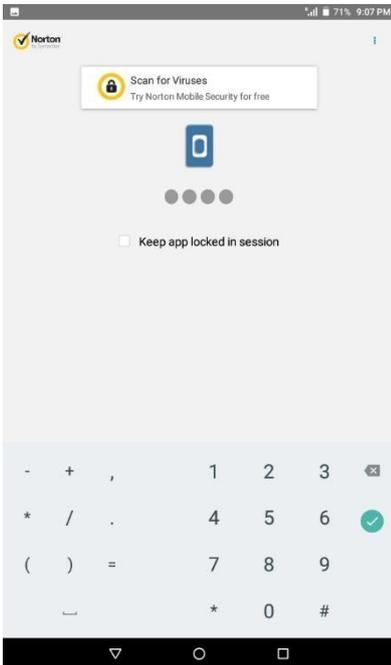 71% 9:07 PM
Norton
by Symantec
Scan for Viruses
Try Norton Mobile Security for free
Keep app locked in session
- + , 1 2 3
* / . 4 5 6
( ) = 7 8 9
* 0 #